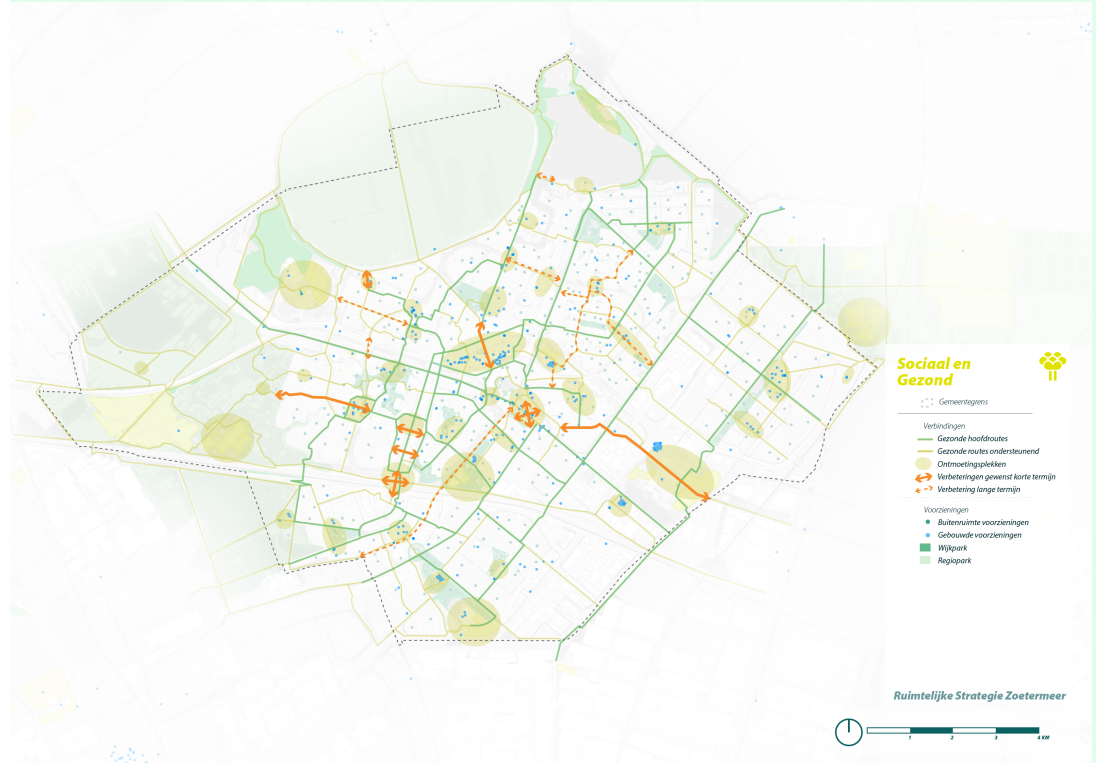 Sociaal en
Gezond
Gemeentegrens
Verbindingen
Gezonde hoofdroutes
Gezonde routes ondersteunend
Ontmoetingsplekken
Verbeteringen gewenst korte termijn
Verbetering lange termijn
Voorzieningen
Buitenruimte voorzieningen
Gebouwde voorzieningen
Wijkpark
Regiopark
Ruimtelijke Strategie Zoetermeer
1 2 3 4 KM